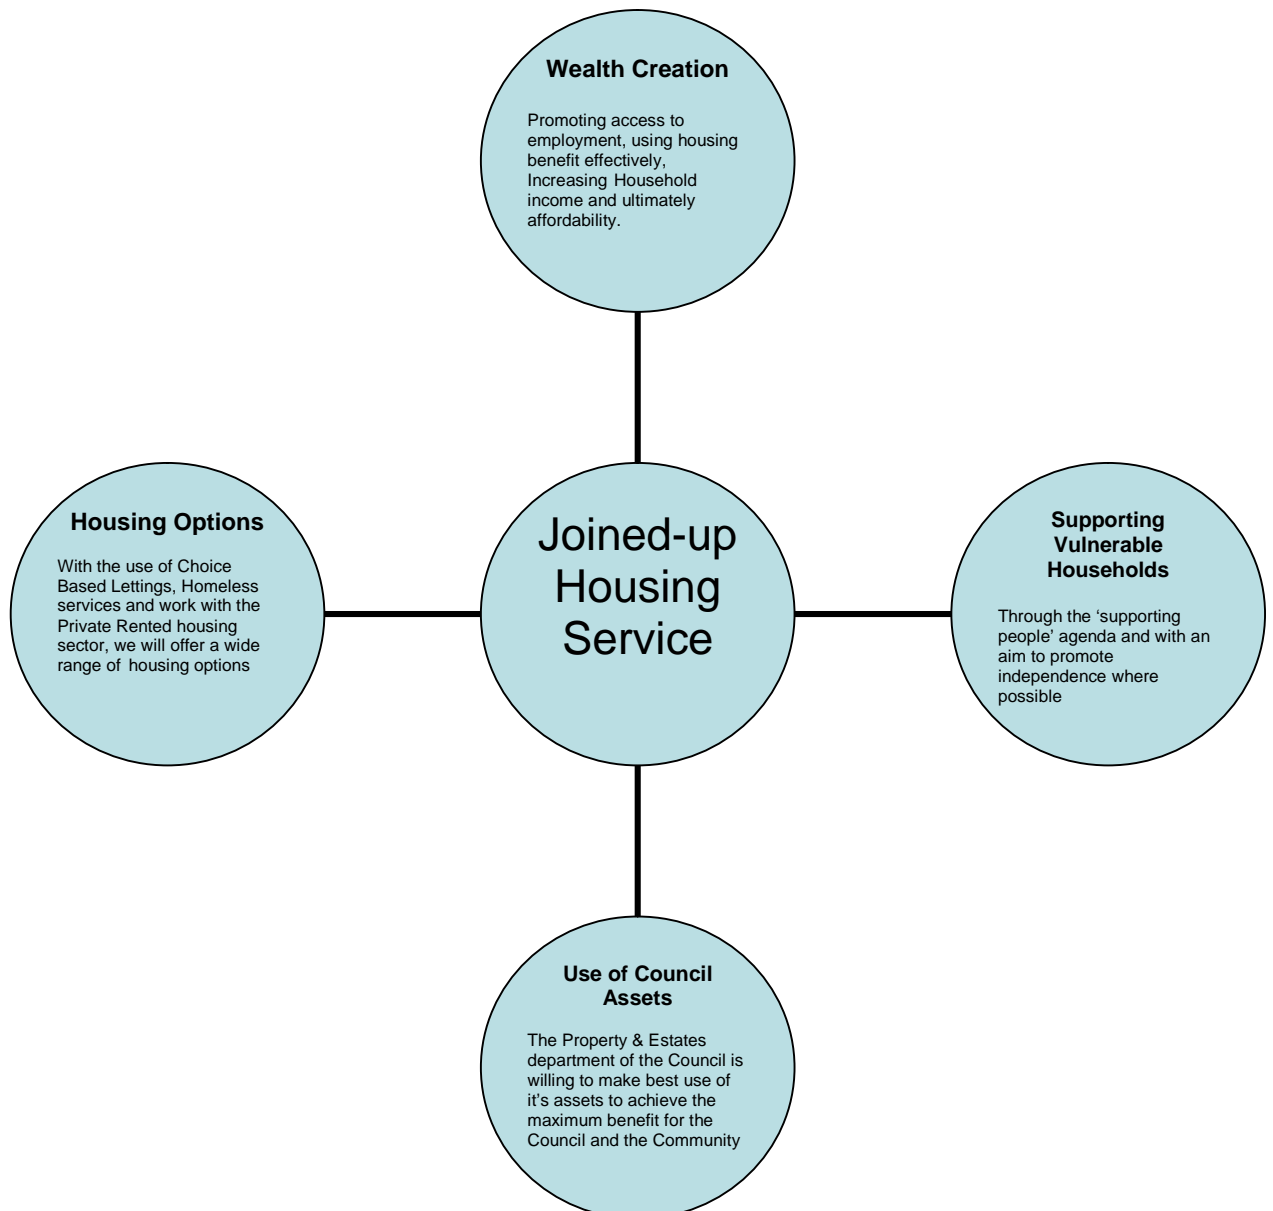 Wealth Creation
Promoting access to
employment, using housing
benefit effectively,
Increasing Household
income and ultimately
affordability.
Housing Options
With the use of Choice
Based Lettings, Homeless
services and work with the
Private Rented housing
sector, we will offer a wide
range of housing options
Joined-up
Housing
Service
Supporting
Vulnerable
Households
Through the ‘supporting
people’ agenda and with an
aim to promote
independence where
possible
Use of Council
Assets
The Property & Estates
department of the Council is
willing to make best use of
it’s assets to achieve the
maximum benefit for the
Council and the Community